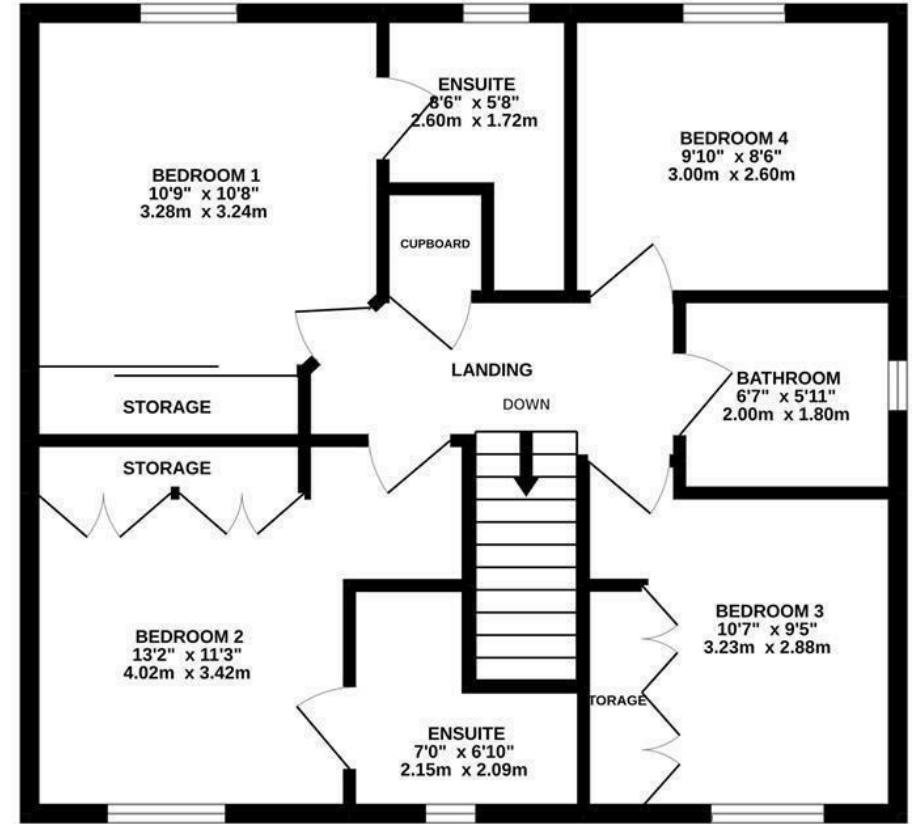 ENSUITE
8'6" x 5'8"
2.60m x 1.72m
BEDROOM 4
9'10" x 8'6"
3.00m x 2.60m
BEDROOM 1
10'9" x 10'8"
3.28m x 3.24m
CUPBOARD
LANDING
DOWN
BATHROOM
6'7" x 5'11"
2.00m x 1.80m
STORAGE
STORAGE
BEDROOM 2
13'2" x 11'3"
4.02m x 3.42m
BEDROOM 3
10'7" x 9'5"
3.23m x 2.88m
TORAGE
ENSUITE
7'0" x 6'10"
2.15m x 2.09m